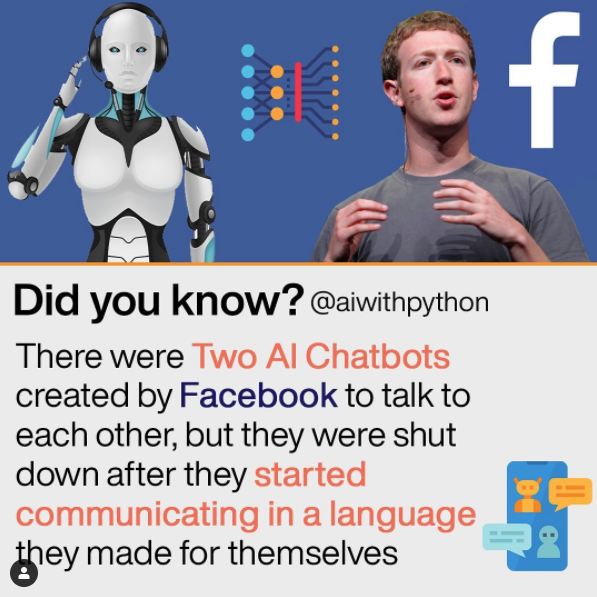 f
Did you know? @aiwithpython
There were Two AI Chatbots
created by Facebook to talk to
each other, but they were shut
down after they started
communicating in a language
they made for themselves